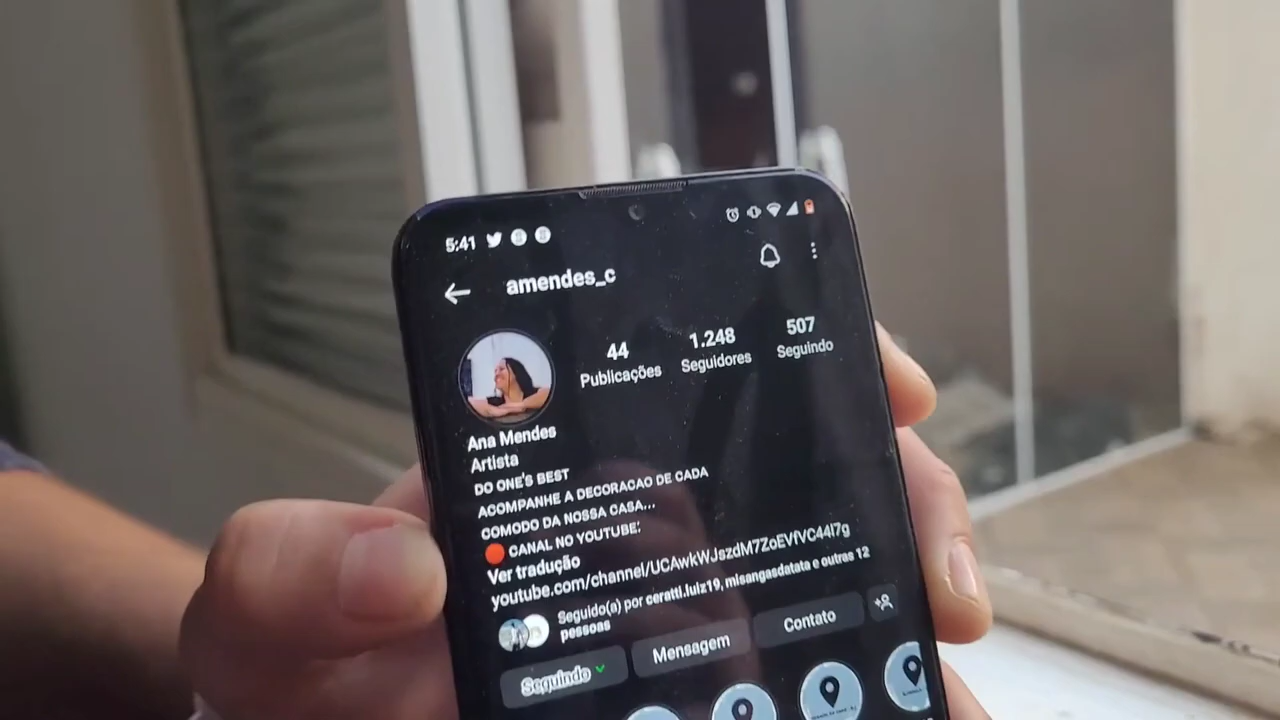 5:41
amendes_c
44
Publicações
1.248
Seguidores
507
Seguindo
Ana Mendes
Artista
DO ONE'S BEST
ACOMPANHE A DECORACAO DE CADA
COMODO DA NOSSA CASA...
CANAL NO YOUTUBE:
Ver tradução
youtube.com/channel/UCAwkWJszdM7ZoEVfVC44I7g
Seguido(a) por ceratti.luiz19, misangasdatata e outras 12
pessoas
Seguindo
Mensagem
Contato